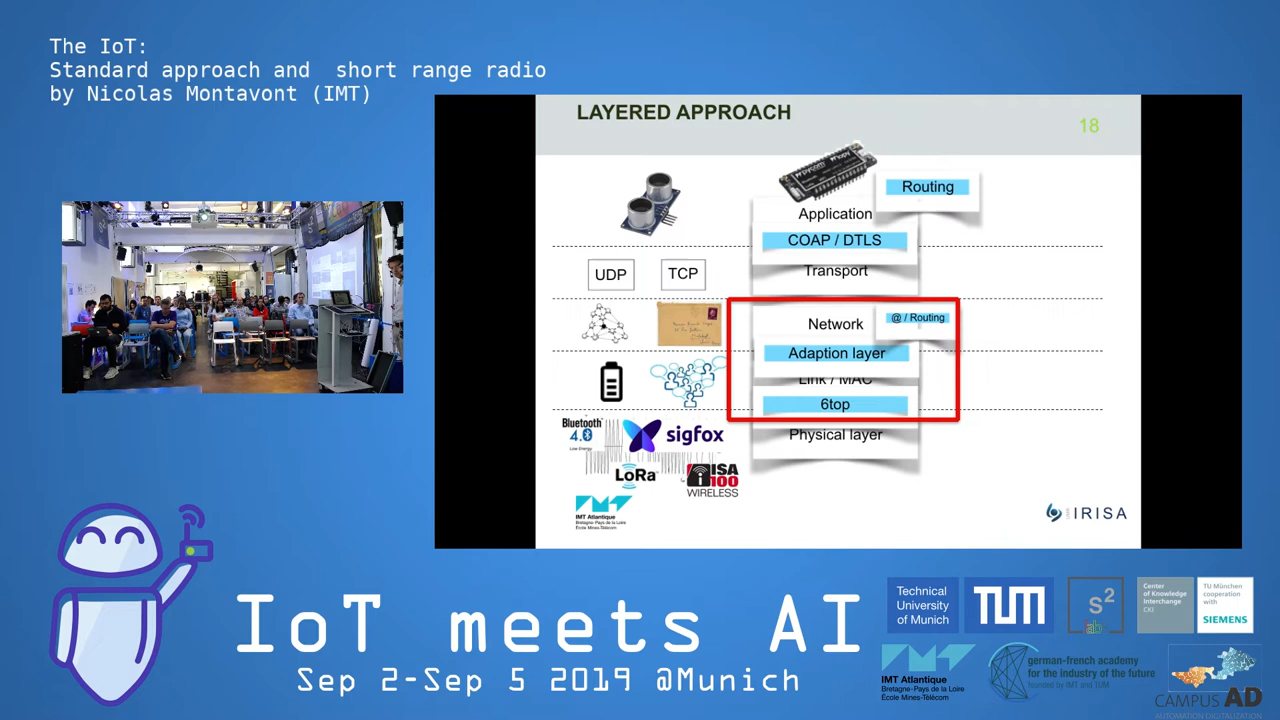 The IoT:
Standard approach and short range radio
by Nicolas Montavont (IMT)
LAYERED APPROACH
18
Routing
Application
COAP / DTLS
UDP
TCP
Transport
Network
@ / Routing
Adaption layer
Link / MAC
6top
Physical layer
Bluetooth
4.0
Low Energy
sigfox
LoRa
ISA
100
WIRELESS
IMT Atlantique
Bretagne-Pays de la Loire
École Mines-Télécom
IRISA
IoT meets AI
Sep 2-Sep 5 2019 @Munich
Technical
University
of Munich
TUM
s2
lab
Center
of Knowledge
Interchange
CKI
TU München
cooperation
with
SIEMENS
IMT Atlantique
Bretagne-Pays de la Loire
École Mines-Télécom
german-french academy
for the industry of the future
founded by IMT and TUM
CAMPUS AD
AUTOMATION DIGITALIZATION